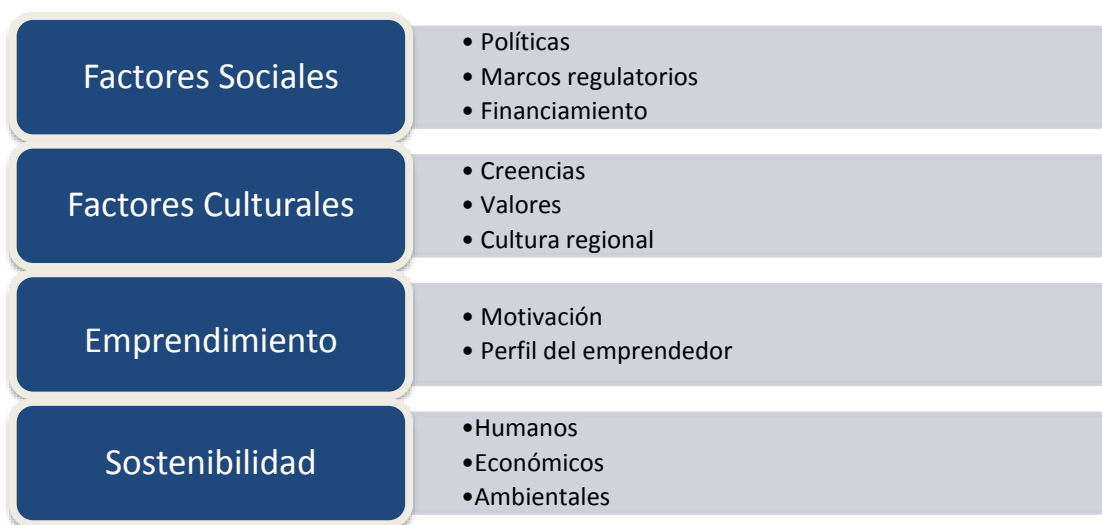 Factores Sociales
• Políticas
• Marcos regulatorios
• Financiamiento
Factores Culturales
• Creencias
• Valores
• Cultura regional
Emprendimiento
• Motivación
• Perfil del emprendedor
Sostenibilidad
•Humanos
•Económicos
•Ambientales